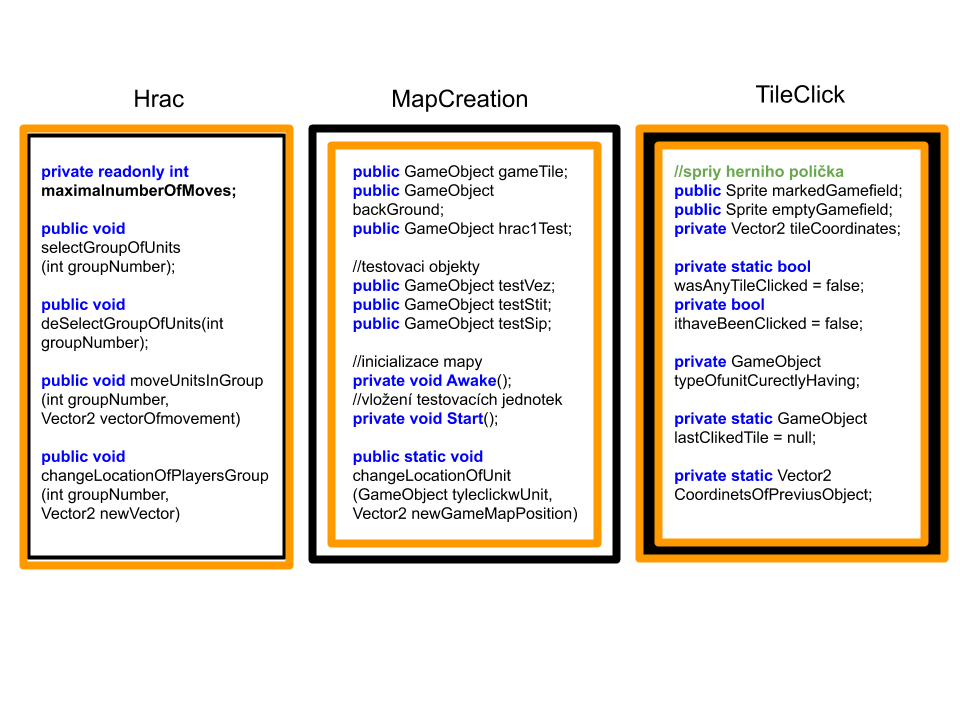 Hrac
private readonly int
maximalnumberOfMoves;
public void
selectGroupOfUnits
(int groupNumber);
public void
deSelectGroupOfUnits(int
groupNumber);
public void moveUnitsInGroup
(int groupNumber,
Vector2 vectorOfmovement)
public void
changeLocationOfPlayersGroup
(int groupNumber,
Vector2 newVector)
MapCreation
public GameObject gameTile;
public GameObject
backGround;
public GameObject hrac1Test;
//testovaci objekty
public GameObject testVez;
public GameObject testStit;
public GameObject testSip;
//inicializace mapy
private void Awake();
//vložení testovacích jednotek
private void Start();
public static void
changeLocationOfUnit
(GameObject tyleclickwUnit,
Vector2 newGameMapPosition)
TileClick
//spriy herniho políčka
public Sprite markedGamefield;
public Sprite emptyGamefield;
private Vector2 tileCoordinates;
private static bool
wasAnyTileClicked = false;
private bool
ithaveBeenClicked = false;
private GameObject
typeOfunitCurectlyHaving;
private static GameObject
lastClikedTile = null;
private static Vector2
CoordinetsOfPreviusObject;